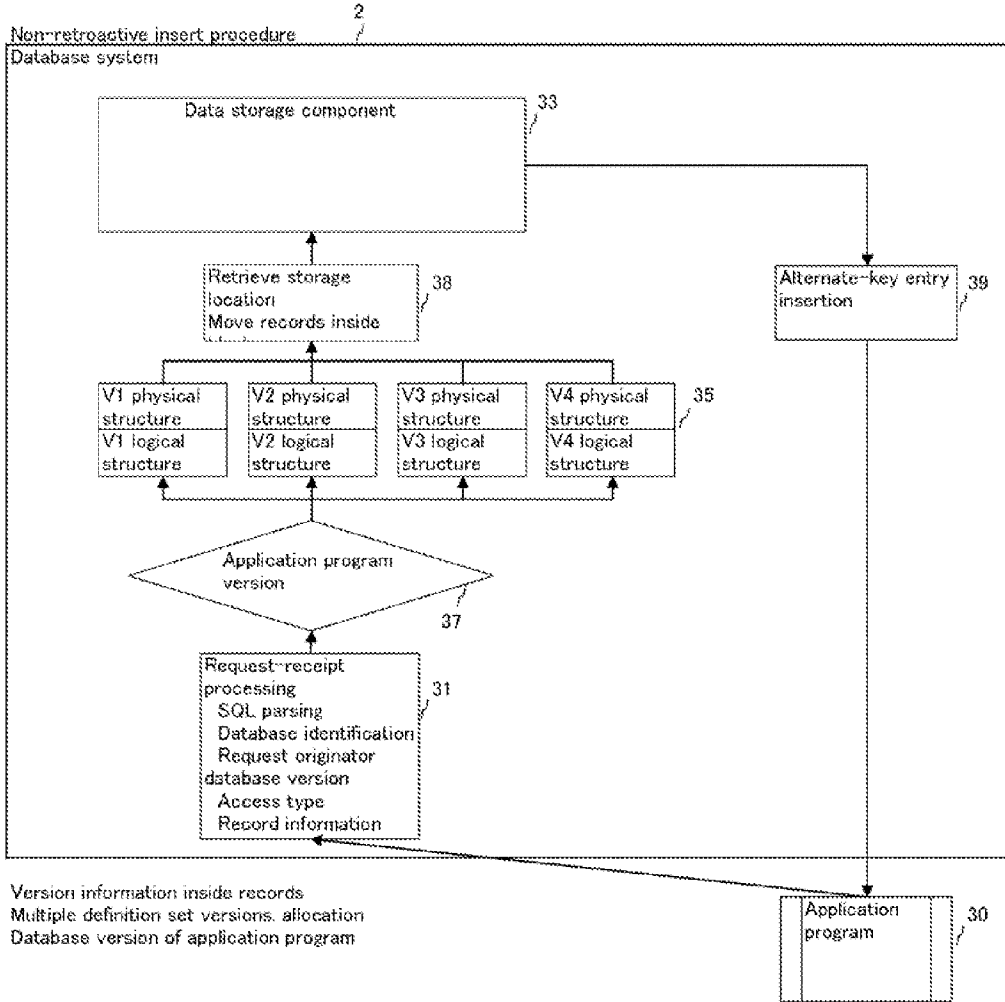 2
Non-retroactive insert procedure
Database system
Data storage component
33
Retrieve storage
location
Move records inside
38
Alternate-key entry
insertion
39
V1 physical
structure
V1 logical
structure
V2 physical
structure
V2 logical
structure
V3 physical
structure
V3 logical
structure
V4 physical
structure
V4 logical
structure
35
Application program
version
37
Request-receipt
processing
SQL parsing
Database identification
Request originator
database version
Access type
Record information
31
Version information inside records
Multiple definition set versions, allocation
Database version of application program
Application
program
30